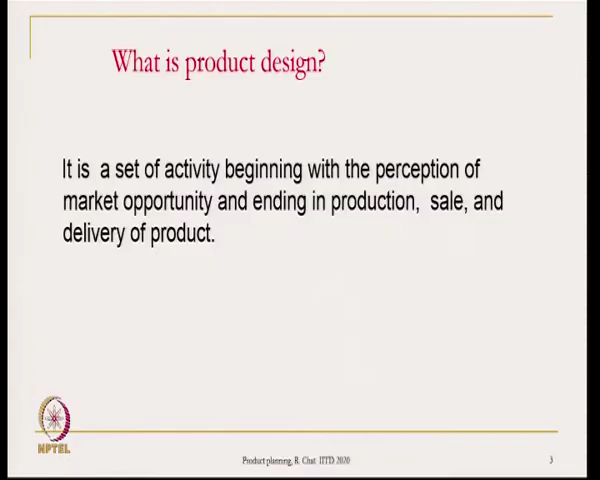 What is product design?
It is a set of activity beginning with the perception of
market opportunity and ending in production, sale, and
delivery of product.
NPTEL
Product planning, R. Chat IITD 2020
3